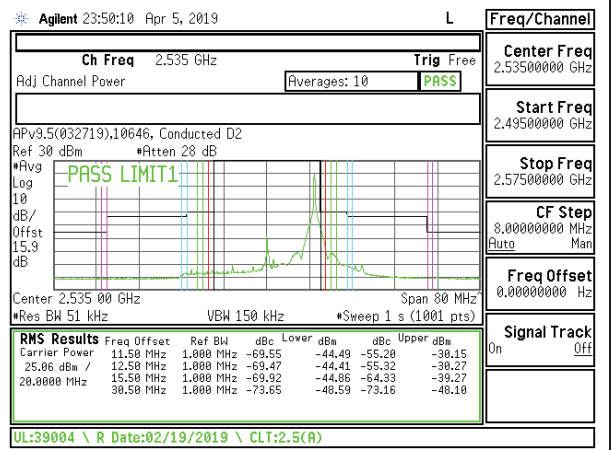 Agilent 23:50:10 Apr 5, 2019 L Freq/Channel
Ch Freq 2.535 GHz Trig Free
Adj Channel Power Averages: 10 PASS
Center Freq
2.53500000 GHz
Start Freq
2.49500000 GHz
Stop Freq
2.57500000 GHz
CF Step
8.00000000 MHz
Auto Man
Freq Offset
0.00000000 Hz
Signal Track
On Off
APv9.5(032719),10646, Conducted D2
Ref 30 dBm #Atten 28 dB
#Avg
Log
10
dB/
Offst
15.9
dB
PASS LIMIT1
Center 2.535 00 GHz Span 80 MHz^
#Res BW 51 kHz VBW 150 kHz #Sweep 1 s (1001 pts)
RMS Results Freq Offset Ref BW dBc Lower dBm dBc Upper dBm
Carrier Power 11.50 MHz 1.000 MHz -69.55 -44.49 -55.20 -30.15
25.06 dBm / 12.50 MHz 1.000 MHz -69.47 -44.41 -55.32 -30.27
20.0000 MHz 15.50 MHz 1.000 MHz -69.92 -44.86 -64.33 -39.27
30.50 MHz 1.000 MHz -73.65 -48.59 -73.16 -48.10
UL:39004 \ R Date:02/19/2019 \ CLT:2.5(A)